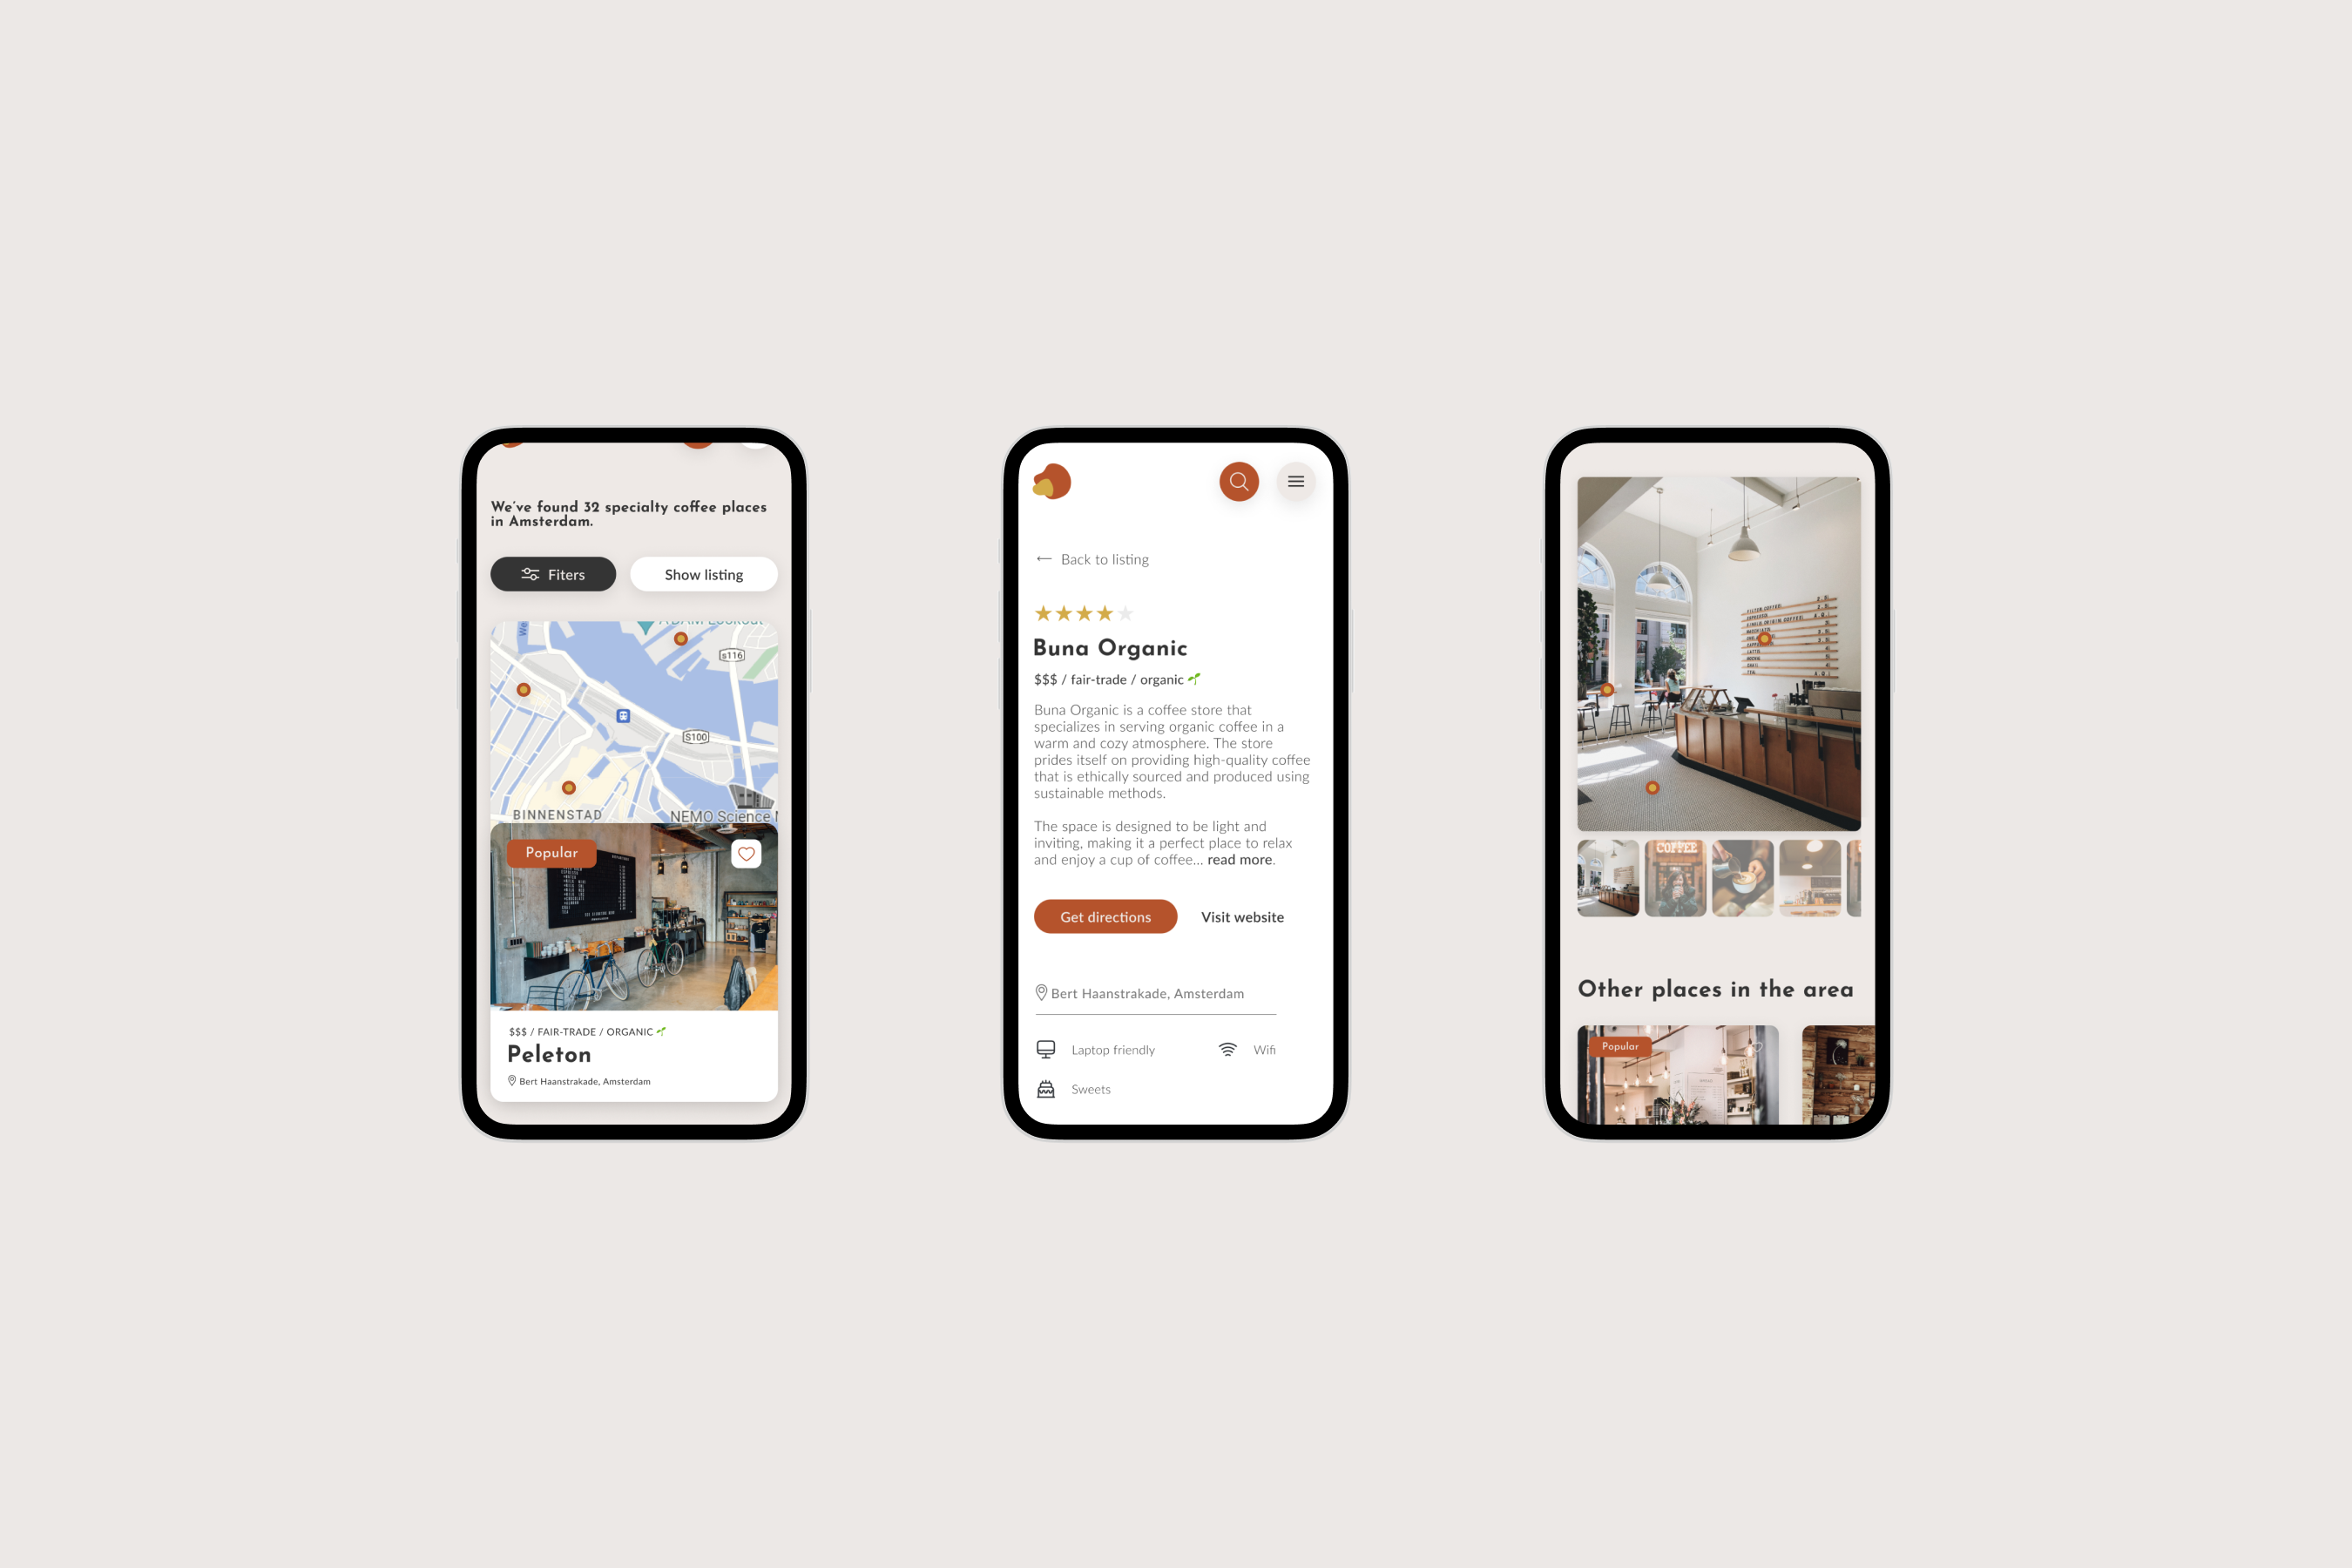 We've found 32 specialty coffee places
in Amsterdam.
Fiters
Show listing
s116
S100
BINNENSTAD
NEMO Science
Popular
$$$ / FAIR-TRADE / ORGANIC
Peleton
Bert Haanstrakade, Amsterdam
Back to listing
Buna Organic
$$$ / fair-trade / organic
Buna Organic is a coffee store that
specializes in serving organic coffee in a
warm and cozy atmosphere. The store
prides itself on providing high-quality coffee
that is ethically sourced and produced using
sustainable methods.
The space is designed to be light and
inviting, making it a perfect place to relax
and enjoy a cup of coffee... read more.
Get directions
Visit website
Bert Haanstrakade, Amsterdam
Laptop friendly
Wifi
Sweets
COFFEE
Other places in the area
Popular